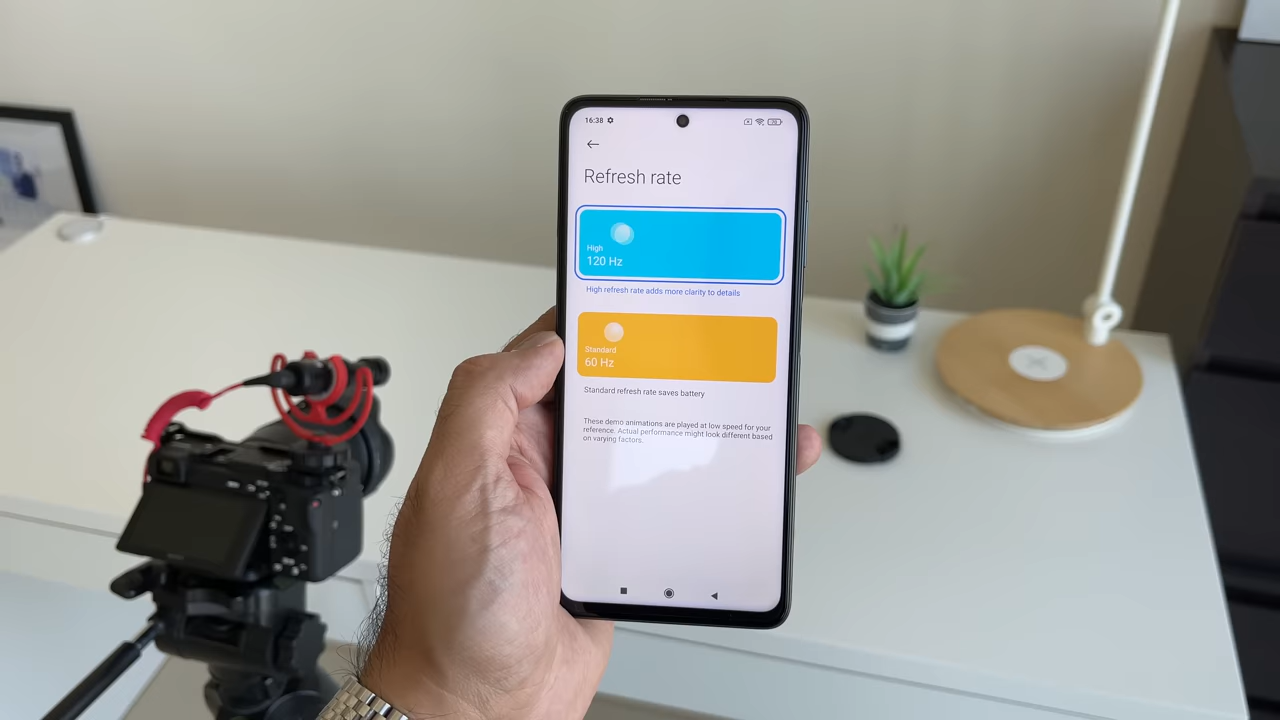 16:38
Refresh rate
High
120 Hz
High refresh rate adds more clarity to details
Standard
60 Hz
Standard refresh rate saves battery
These demo animations are played at low speed for your
reference. Actual performance might look different based
on varying factors.